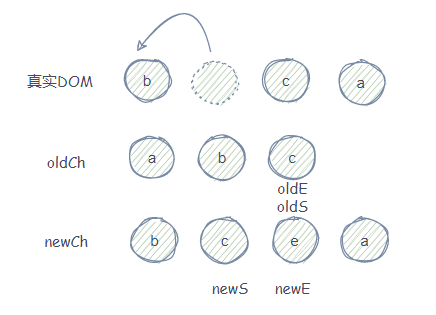 真实DOM b c a
oldCh a b c
oldE
oldS
newCh b c e a
newS newE